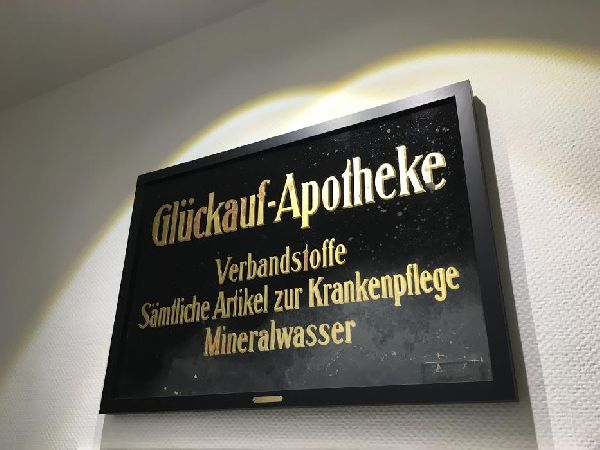 Glückauf-Apotheke
Verbandstoffe
Sämtliche Artikel zur Krankenpflege
Mineralwasser